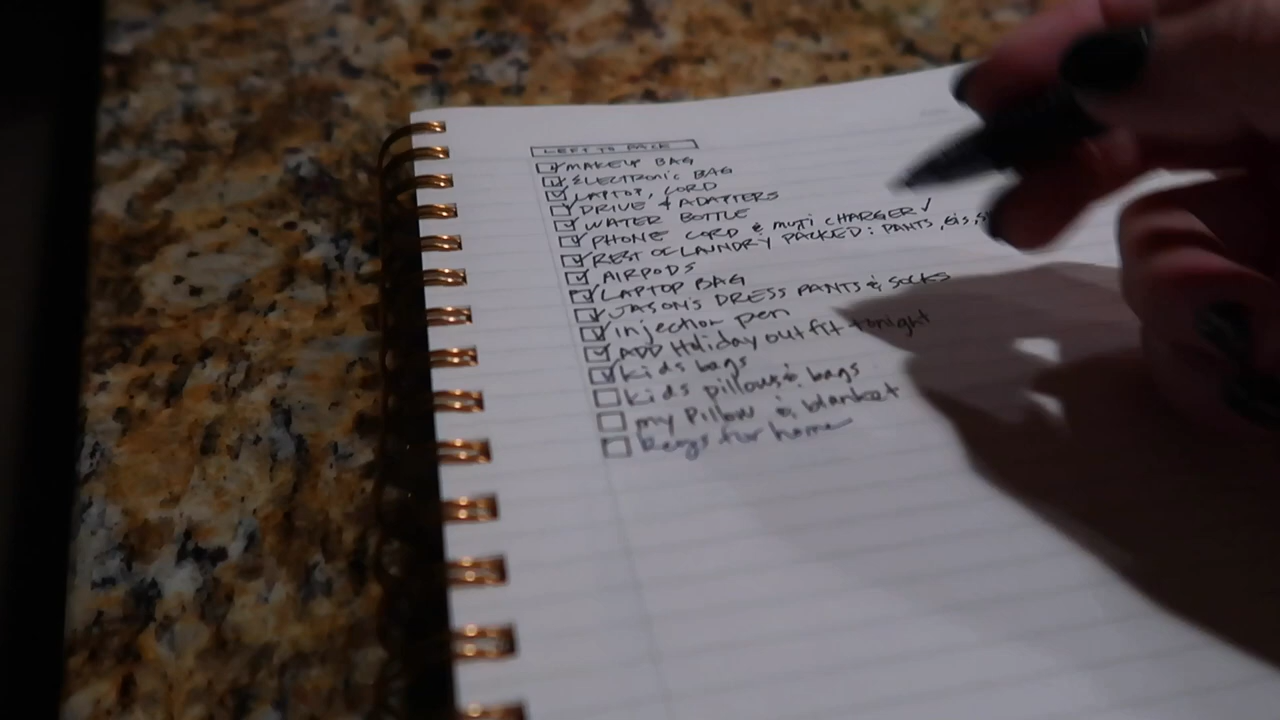 LEFT TO PACK
MAKEUP BAG
ELECTRONIC BAG
LAPTOP, CORD
DRIVE & ADAPTERS
WATER BOTTLE
PHONE CORD & MUTI CHARGER ✓
REST OF LAUNDRY PACKED: PANTS,
AIRPODS
LAPTOP BAG
JASON'S DRESS PANTS & SOCKS
injection pen
ADD Holiday outfit tonight
kids bags
kids pillows & bags
my Pillow & blanket
for home